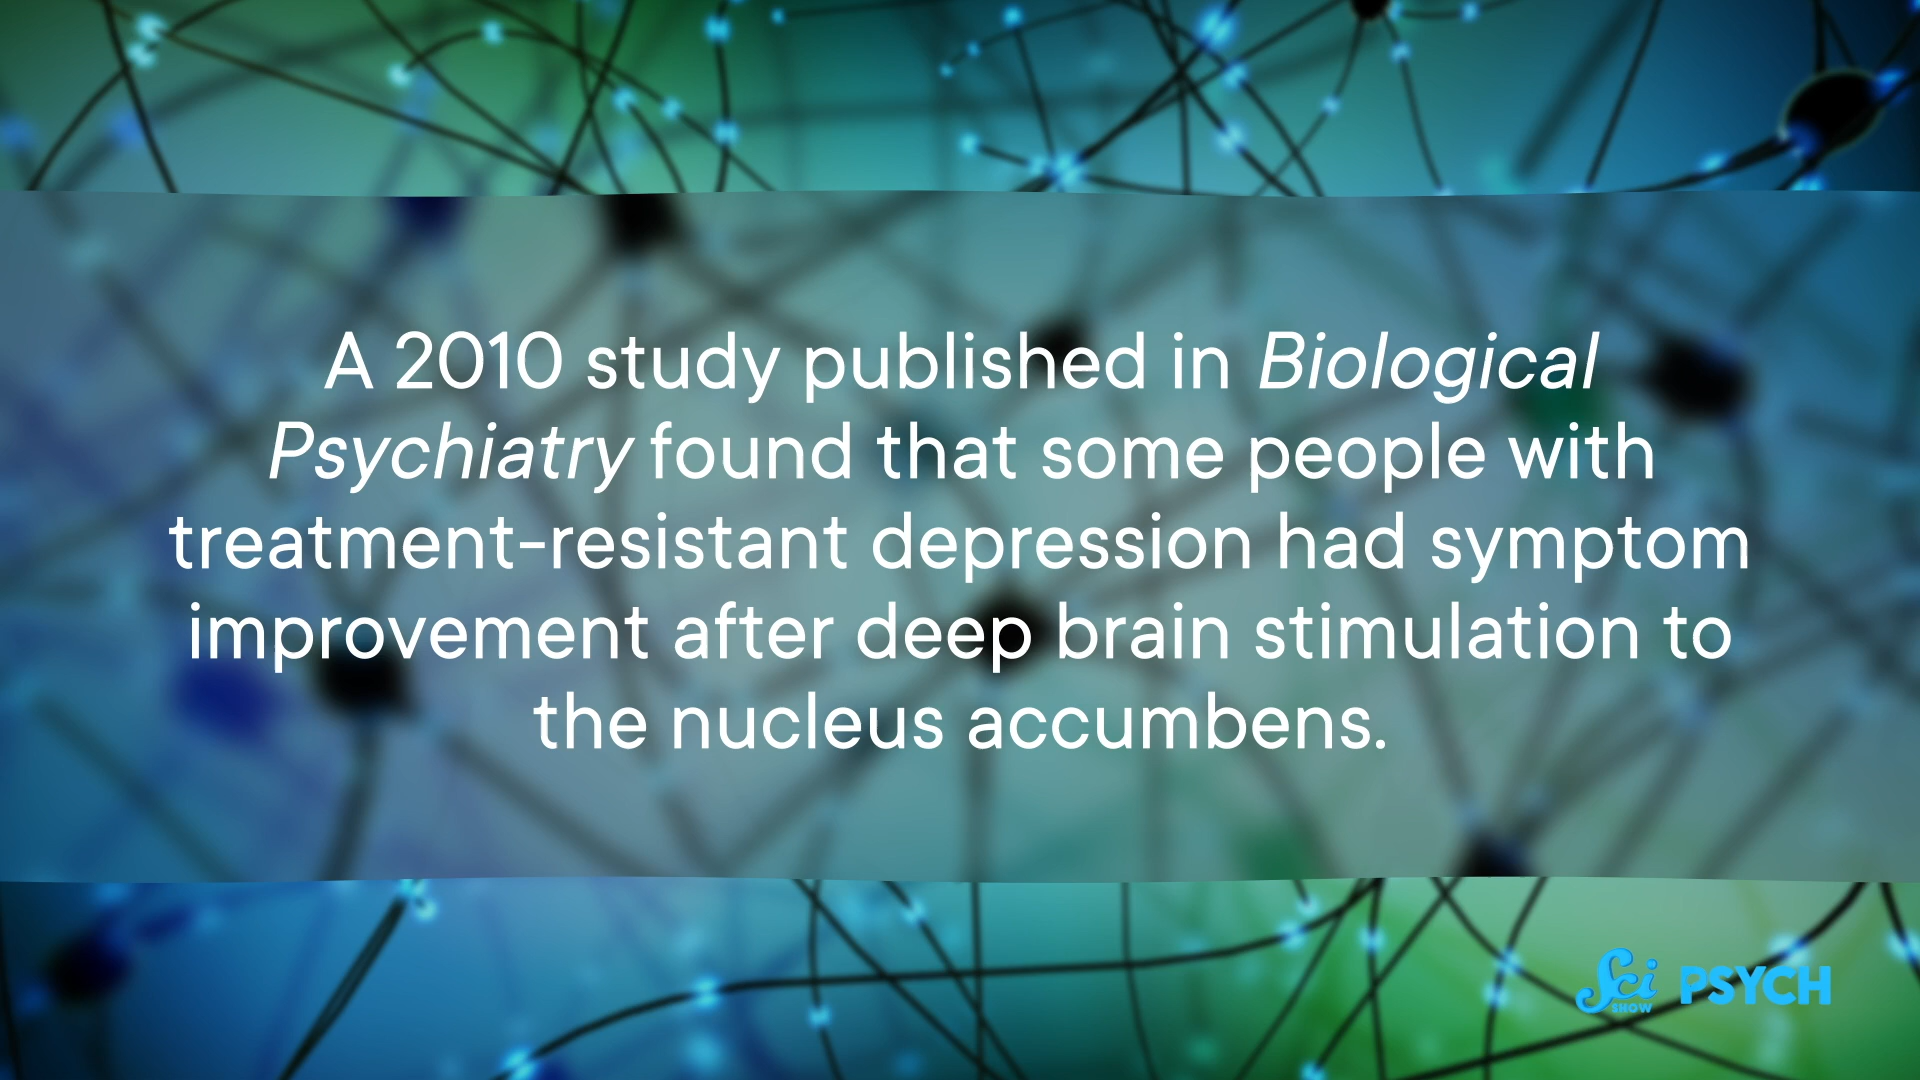 A 2010 study published in Biological
Psychiatry found that some people with
treatment-resistant depression had symptom
improvement after deep brain stimulation to
the nucleus accumbens.
Sci SHOW PSYCH